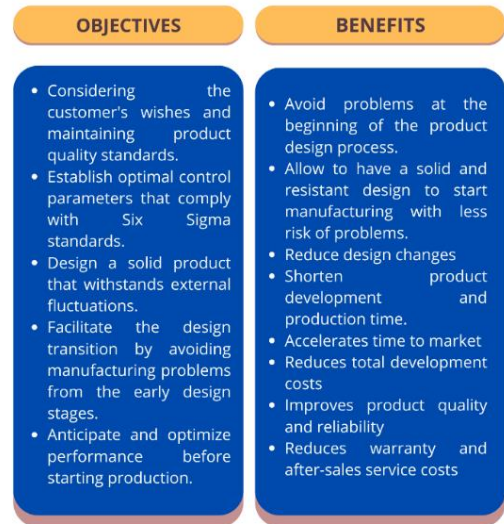 OBJECTIVES
• Considering the
customer's wishes and
maintaining product
quality standards.
• Establish optimal control
parameters that comply
with Six Sigma
standards.
• Design a solid product
that withstands external
fluctuations.
• Facilitate the design
transition by avoiding
manufacturing problems
from the early design
stages.
• Anticipate and optimize
performance before
starting production.
BENEFITS
• Avoid problems at the
beginning of the product
design process.
• Allow to have a solid and
resistant design to start
manufacturing with less
risk of problems.
• Reduce design changes
• Shorten product
development and
production time.
• Accelerates time to market
• Reduces total development
costs
• Improves product quality
and reliability
• Reduces warranty and
after-sales service costs